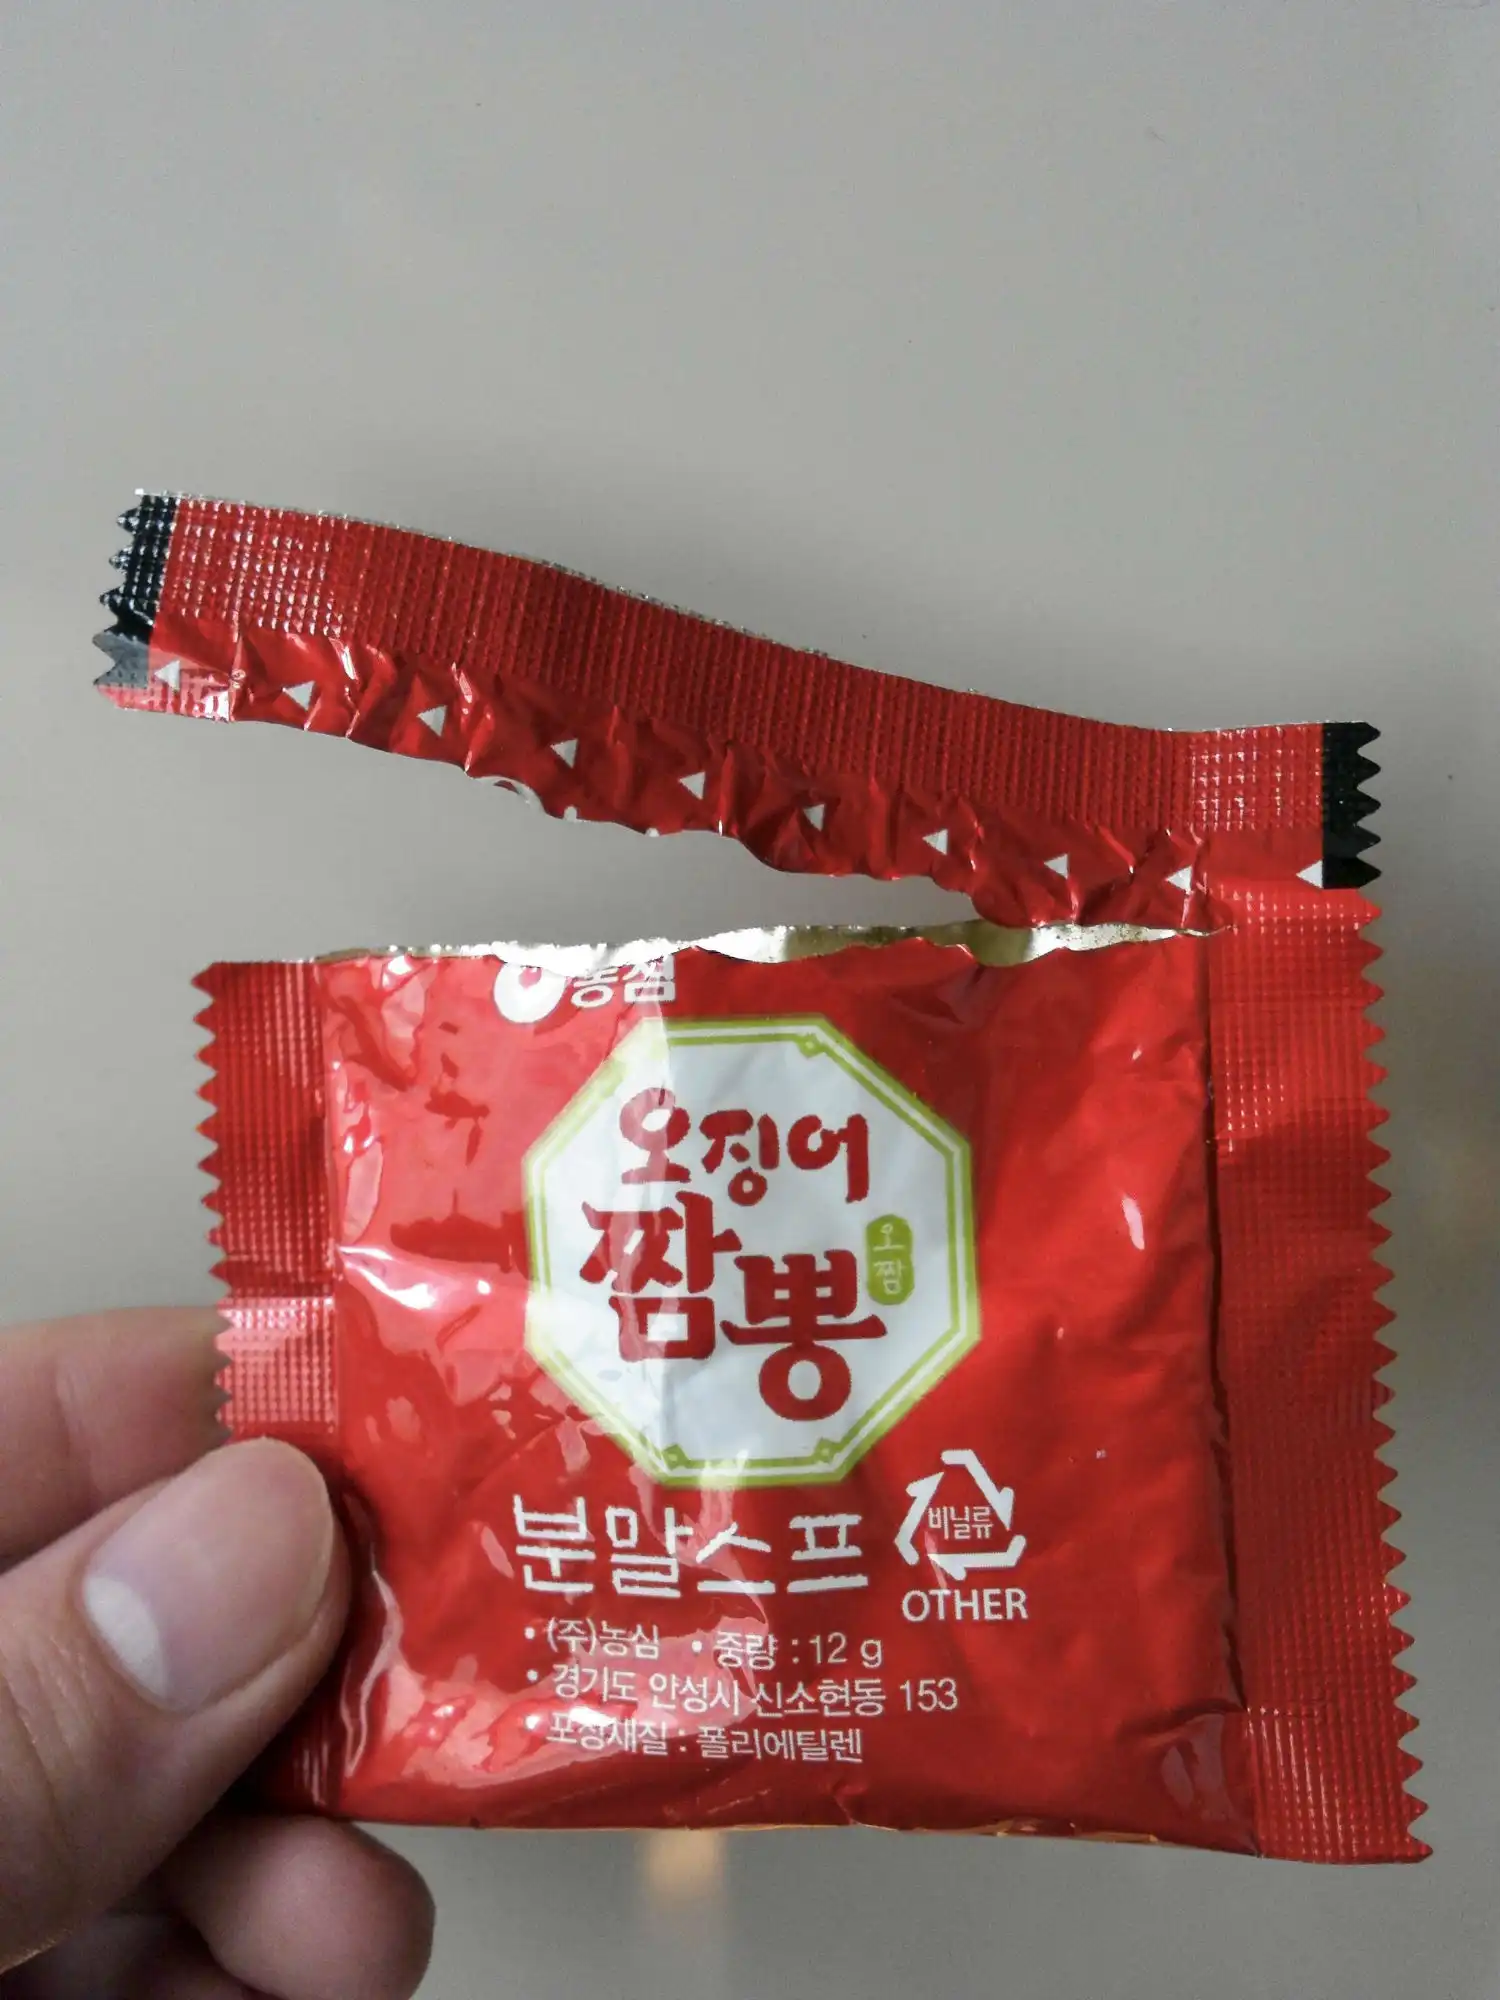 농심
오징어
짬뽕
오짬
분말스프
비닐류
OTHER
• (주)농심 • 중량 : 12 g
• 경기도 안성시 신소현동 153
• 포장재질 : 폴리에틸렌